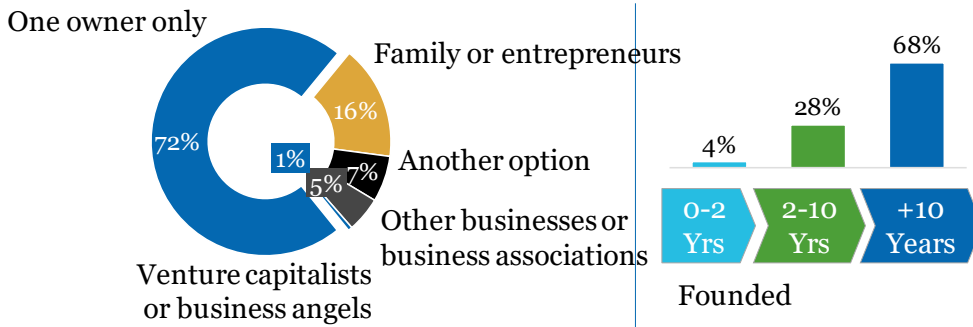 One owner only
Family or entrepreneurs
16%
72%
1%
7%
5%
Another option
Other businesses or
business associations
Venture capitalists
or business angels
68%
28%
4%
0-2
Yrs
2-10
Yrs
+10
Years
Founded